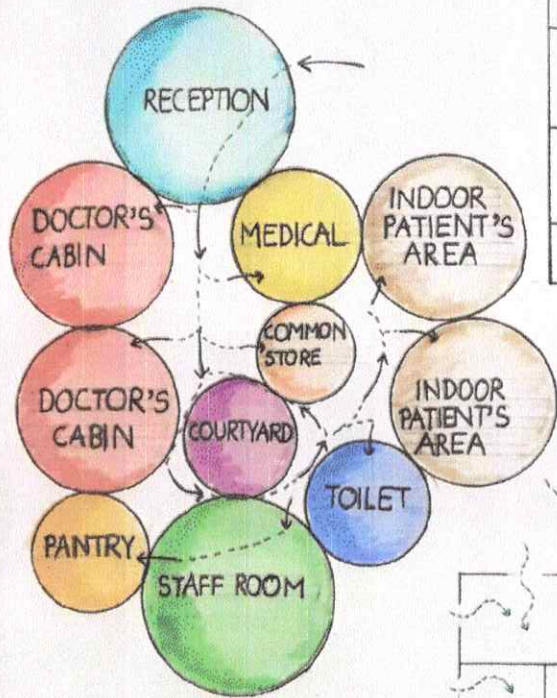 RECEPTION
DOCTOR'S
CABIN
MEDICAL
INDOOR
PATIENT'S
AREA
COMMON
STORE
DOCTOR'S
CABIN
COURTYARD
INDOOR
PATIENT'S
AREA
TOILET
PANTRY
STAFF ROOM